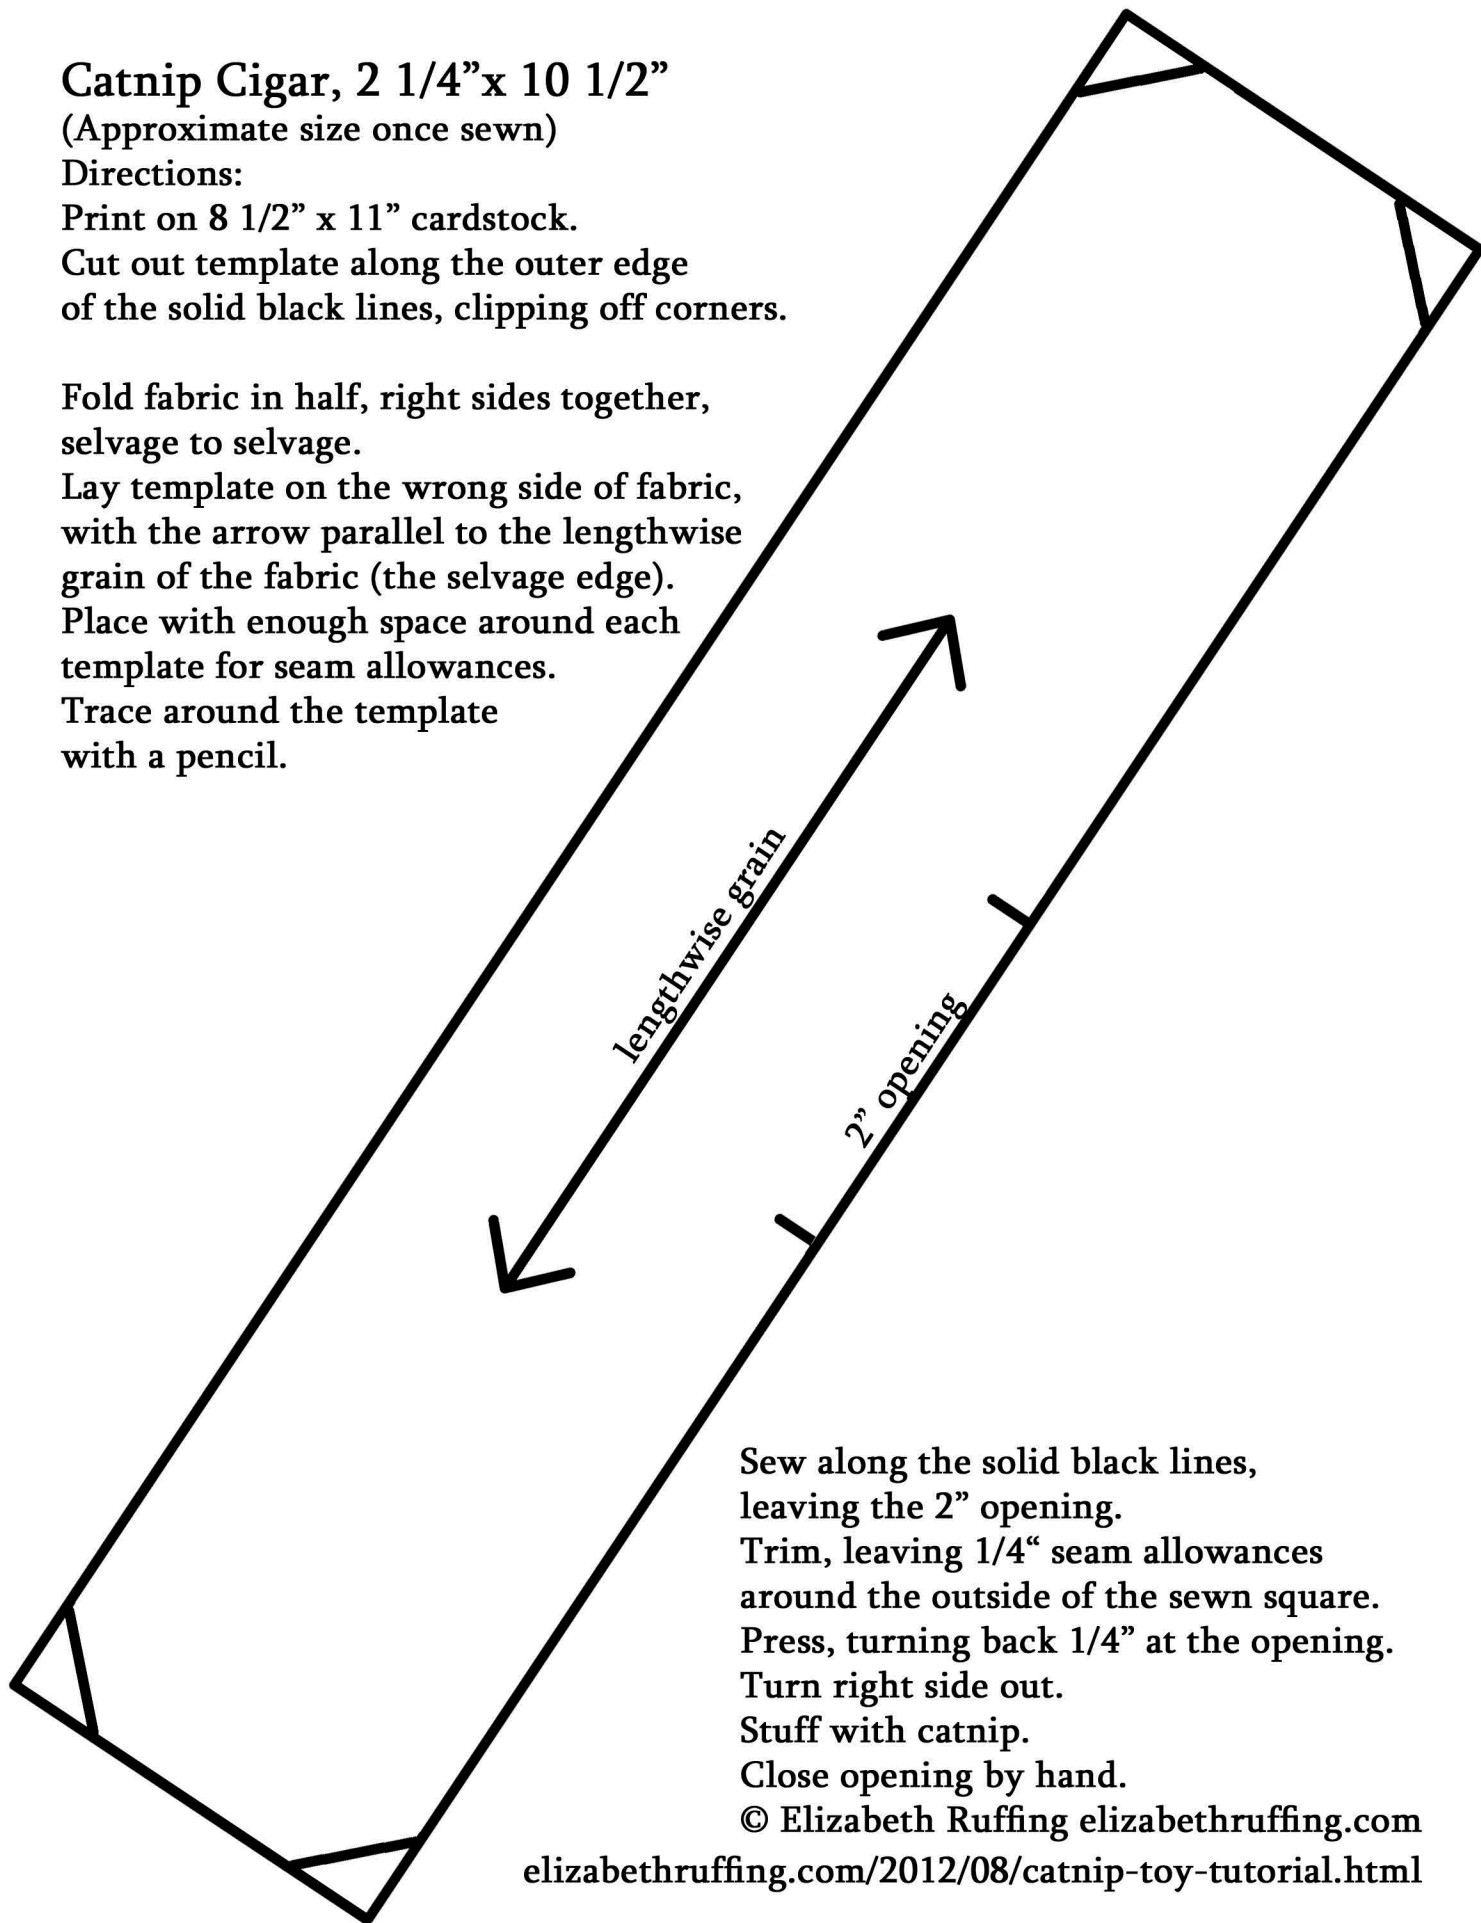 Catnip Cigar, 2 1/4”x 10 1/2”
(Approximate size once sewn)
Directions:
Print on 8 1/2” x 11” cardstock.
Cut out template along the outer edge
of the solid black lines, clipping off corners.
Fold fabric in half, right sides together,
selvage to selvage.
Lay template on the wrong side of fabric,
with the arrow parallel to the lengthwise
grain of the fabric (the selvage edge).
Place with enough space around each
template for seam allowances.
Trace around the template
with a pencil.
lengthwise grain
2” opening
Sew along the solid black lines,
leaving the 2” opening.
Trim, leaving 1/4“ seam allowances
around the outside of the sewn square.
Press, turning back 1/4” at the opening.
Turn right side out.
Stuff with catnip.
Close opening by hand.
© Elizabeth Ruffing elizabethruffing.com
elizabethruffing.com/2012/08/catnip-toy-tutorial.html